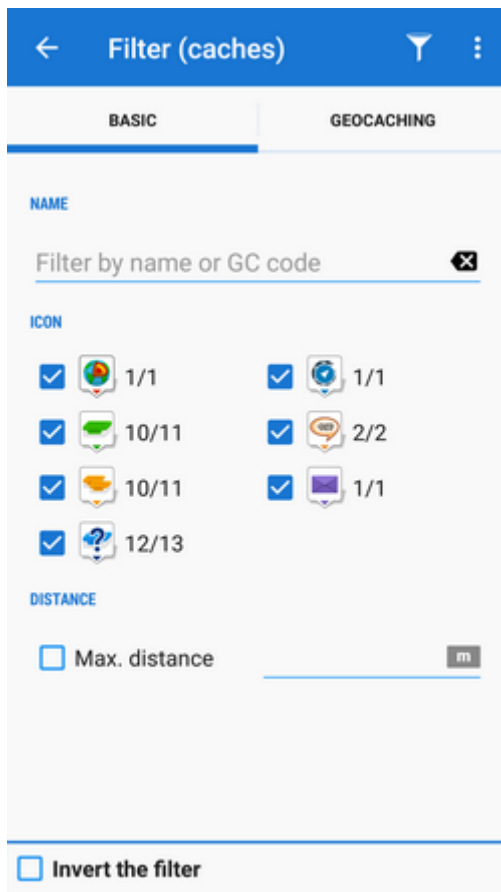 Filter (caches)
BASIC GEOCACHING
NAME
Filter by name or GC code
ICON
1/1 1/1
10/11 2/2
10/11 1/1
? 12/13
DISTANCE
Max. distance m
Invert the filter